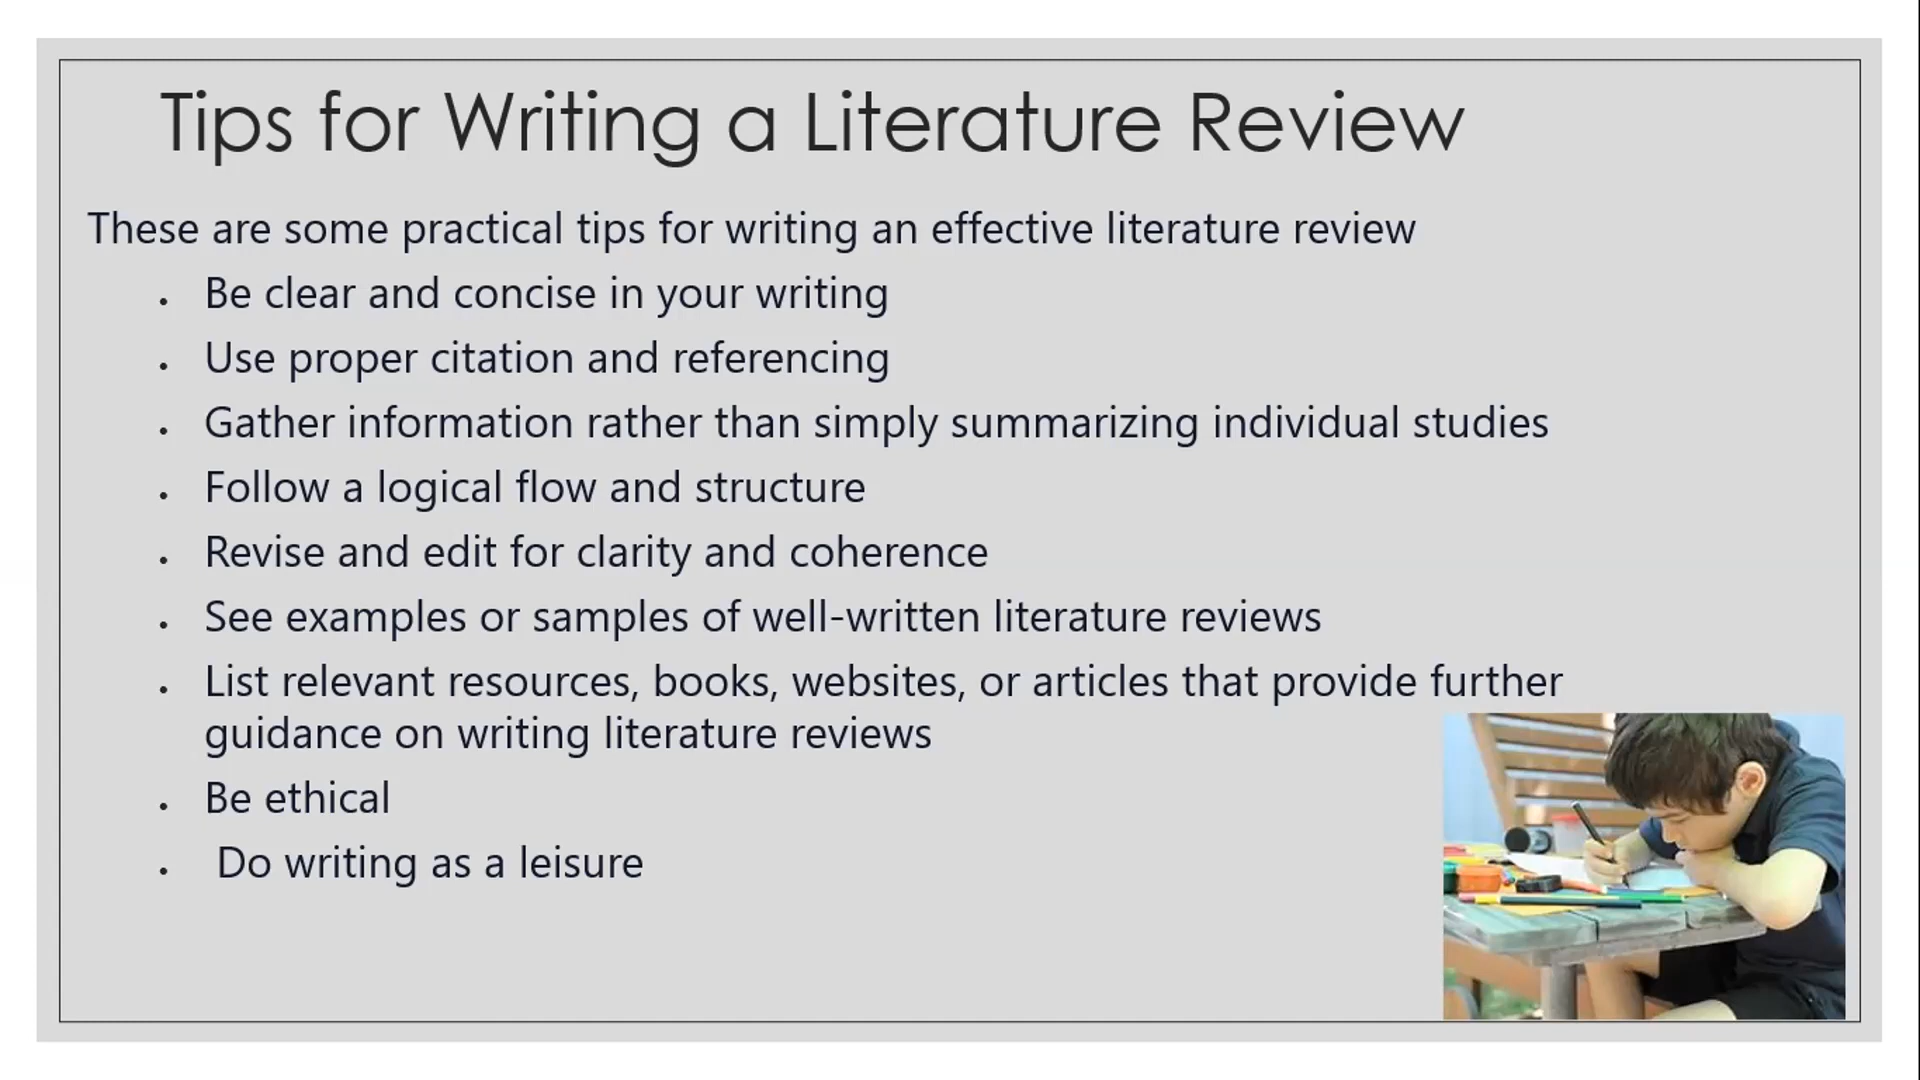 Tips for Writing a Literature Review
These are some practical tips for writing an effective literature review
• Be clear and concise in your writing
• Use proper citation and referencing
• Gather information rather than simply summarizing individual studies
• Follow a logical flow and structure
• Revise and edit for clarity and coherence
• See examples or samples of well-written literature reviews
• List relevant resources, books, websites, or articles that provide further
guidance on writing literature reviews
• Be ethical
• Do writing as a leisure